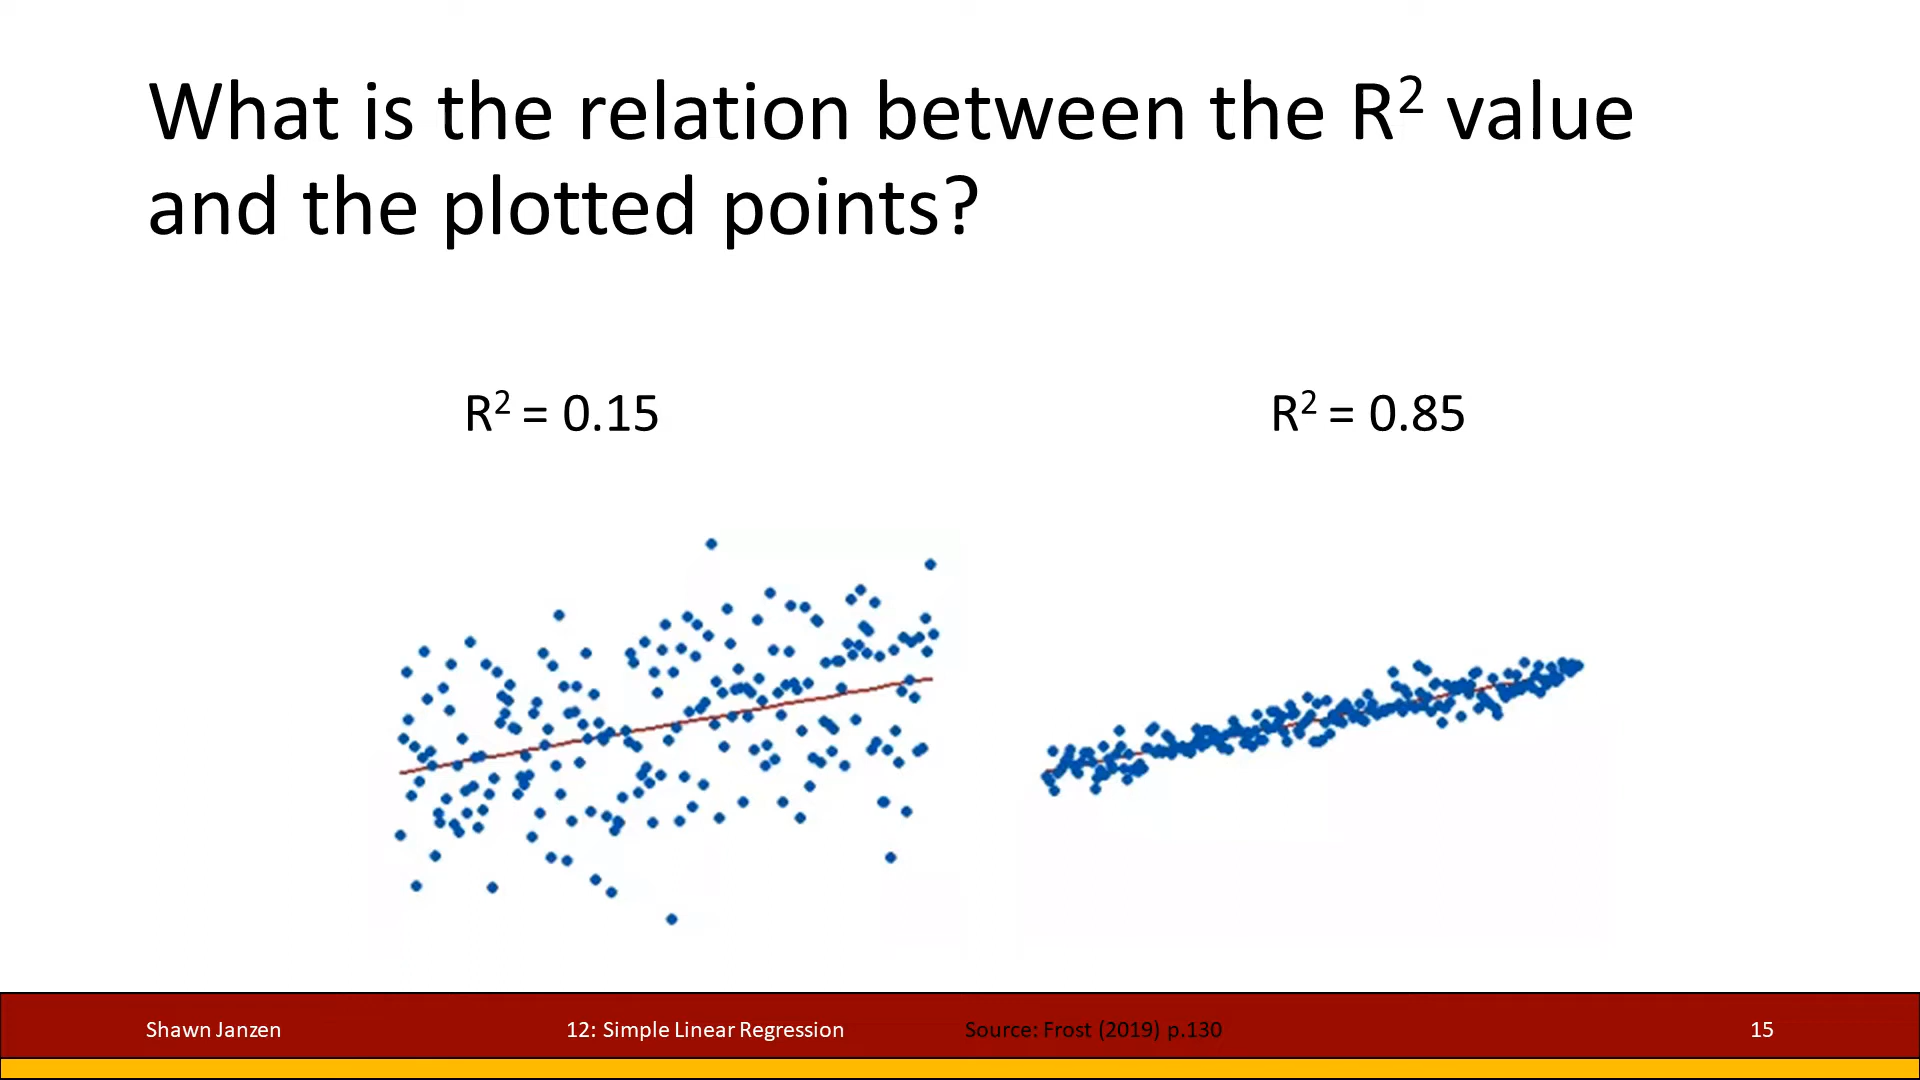 What is the relation between the R² value
and the plotted points?
R² = 0.15
R² = 0.85
Shawn Janzen
12: Simple Linear Regression
Source: Frost (2019) p.130
15